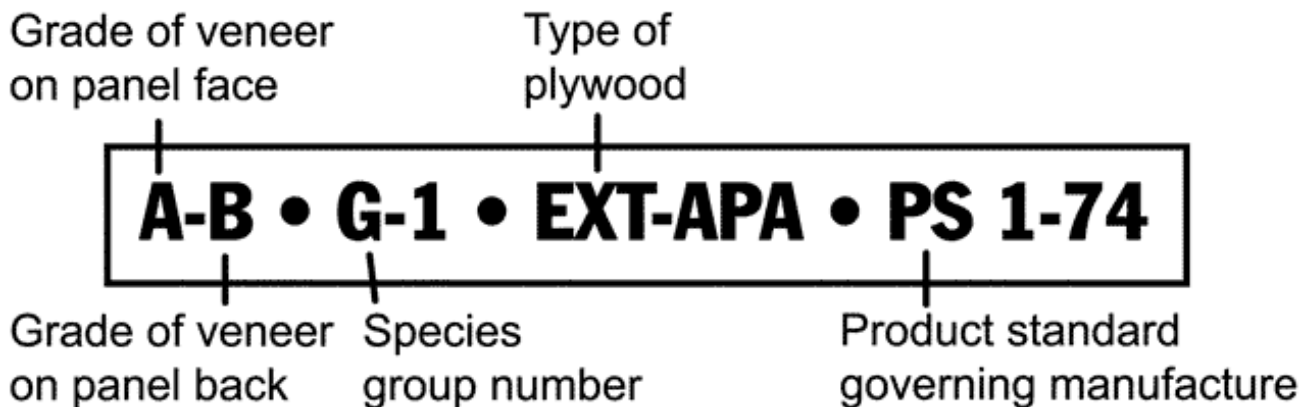 Grade of veneer
on panel face
Type of
plywood
A-B • G-1 • EXT-APA • PS 1-74
Grade of veneer
on panel back
Species
group number
Product standard
governing manufacture